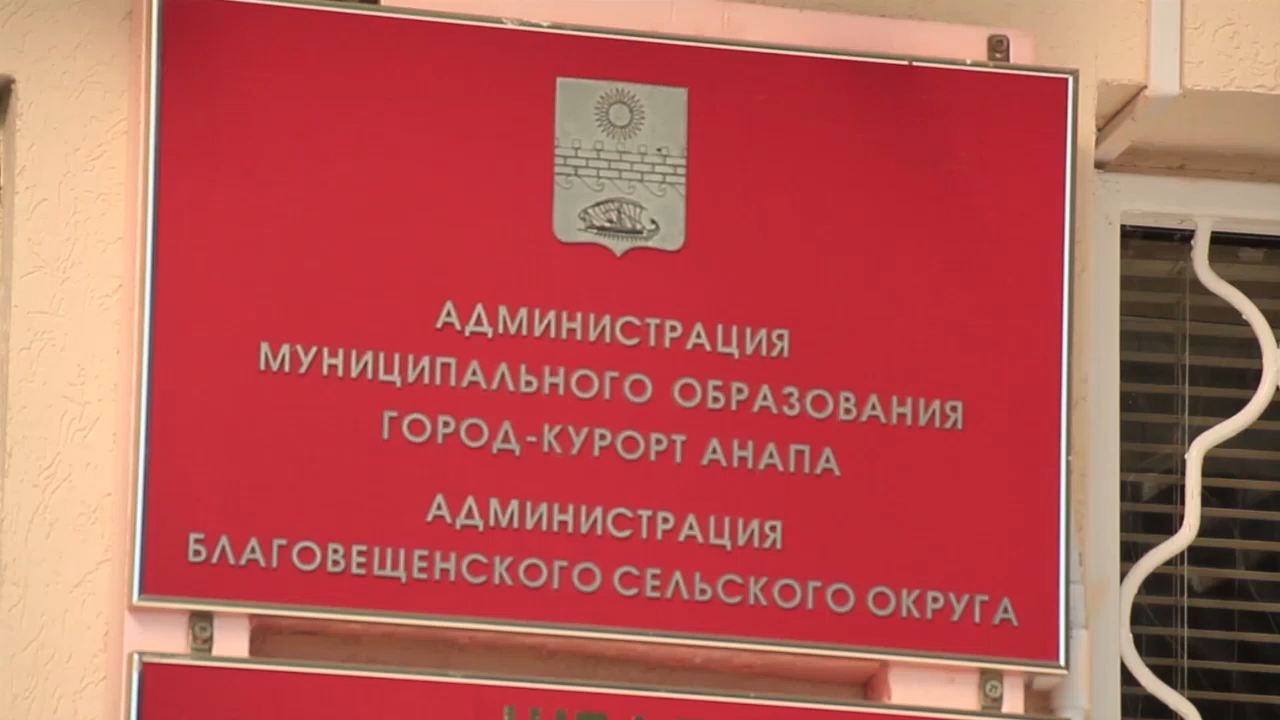 АДМИНИСТРАЦИЯ
МУНИЦИПАЛЬНОГО ОБРАЗОВАНИЯ
ГОРОД-КУРОРТ АНАПА
АДМИНИСТРАЦИЯ
БЛАГОВЕЩЕНСКОГО СЕЛЬСКОГО ОКРУГА